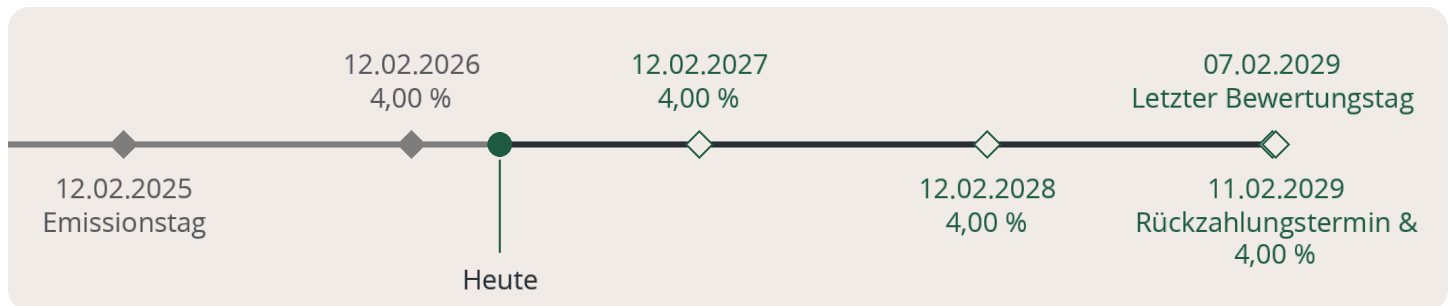 12.02.2026
4,00 %
12.02.2027
4,00 %
07.02.2029
Letzter Bewertungstag
12.02.2025
Emissionstag
12.02.2028
4,00 %
11.02.2029
Rückzahlungstermin &
4,00 %
Heute